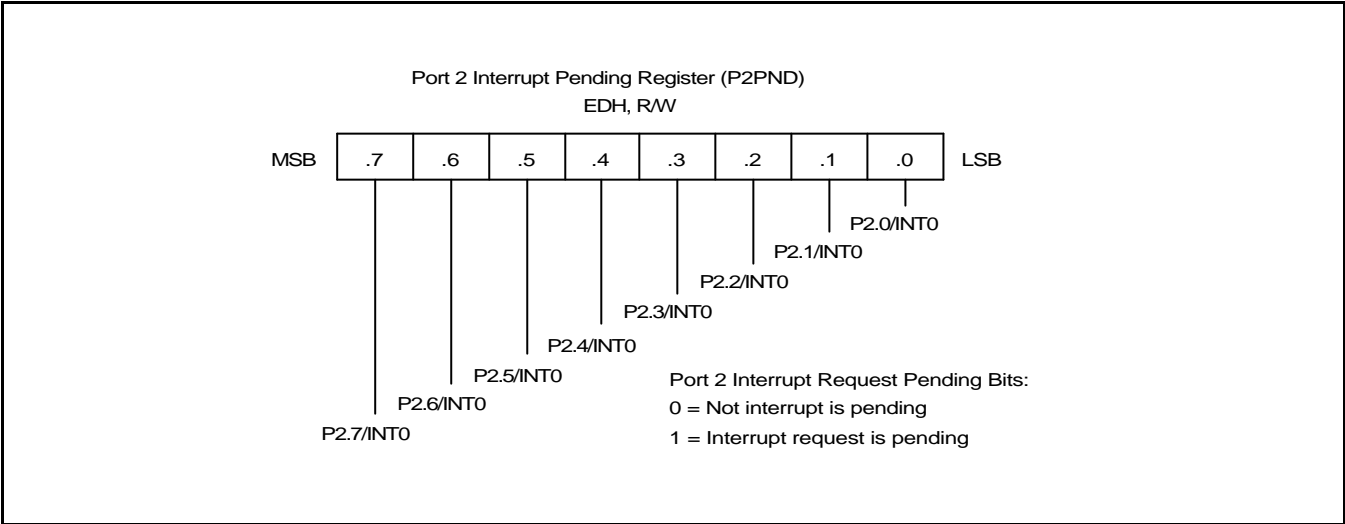 Port 2 Interrupt Pending Register (P2PND)
EDH, R/W
MSB .7 .6 .5 .4 .3 .2 .1 .0 LSB
P2.0/INT0
P2.1/INT0
P2.2/INT0
P2.3/INT0
P2.4/INT0
P2.5/INT0
P2.6/INT0
P2.7/INT0
Port 2 Interrupt Request Pending Bits:
0 = Not interrupt is pending
1 = Interrupt request is pending